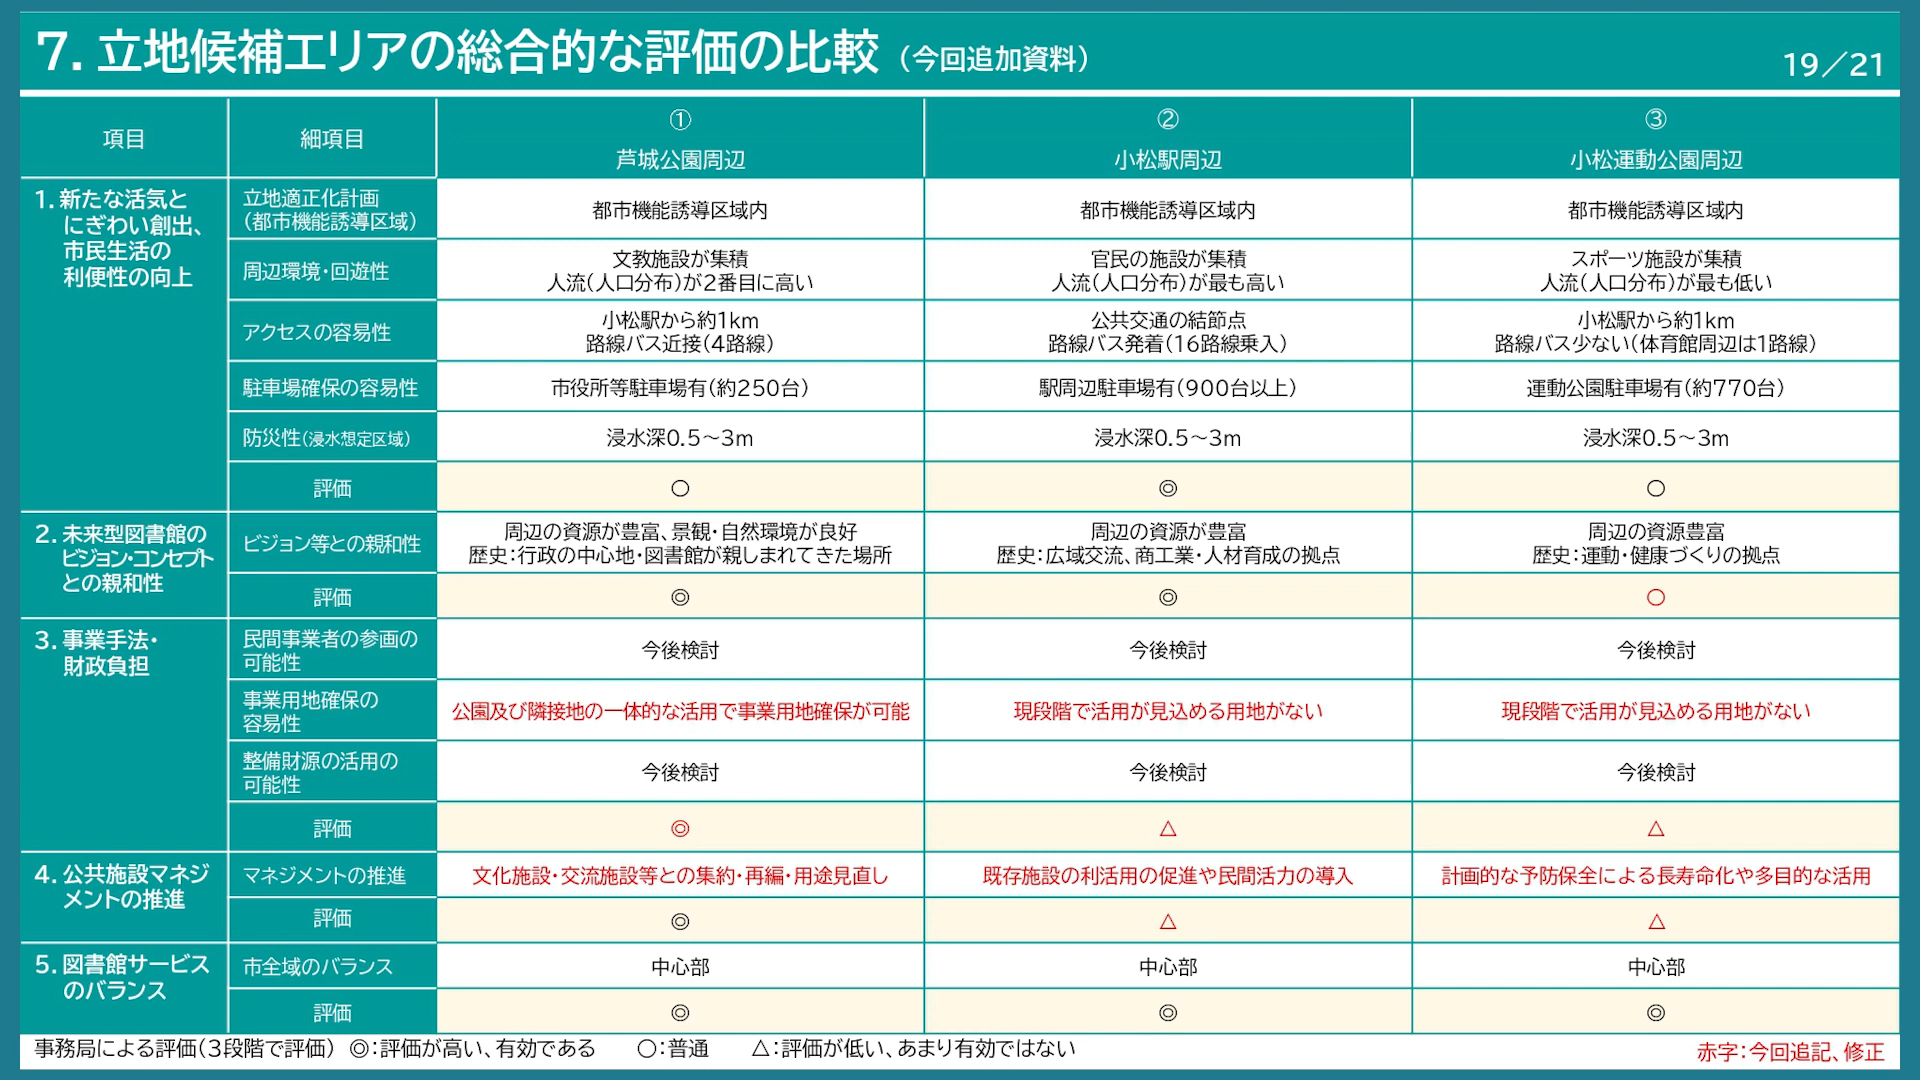 7. 立地候補エリアの総合的な評価の比較（今回追加資料）
19／21
項目
細項目
①
芦城公園周辺
②
小松駅周辺
③
小松運動公園周辺
1. 新たな活気と
にぎわい創出、
市民生活の
利便性の向上
立地適正化計画
（都市機能誘導区域）
都市機能誘導区域内
都市機能誘導区域内
都市機能誘導区域内
周辺環境・回遊性
文教施設が集積
人流（人口分布）が2番目に高い
官民の施設が集積
人流（人口分布）が最も高い
スポーツ施設が集積
人流（人口分布）が最も低い
アクセスの容易性
小松駅から約1km
路線バス近接（4路線）
公共交通の結節点
路線バス発着（16路線乗入）
小松駅から約1km
路線バス少ない（体育館周辺は1路線）
駐車場確保の容易性
市役所等駐車場有（約250台）
駅周辺駐車場有（900台以上）
運動公園駐車場有（約770台）
防災性（浸水想定区域）
浸水深0.5～3m
浸水深0.5～3m
浸水深0.5～3m
評価
○
◎
○
2. 未来型図書館の
ビジョン・コンセプト
との親和性
ビジョン等との親和性
周辺の資源が豊富、景観・自然環境が良好
歴史：行政の中心地・図書館が親しまれてきた場所
周辺の資源が豊富
歴史：広域交流、商工業・人材育成の拠点
周辺の資源豊富
歴史：運動・健康づくりの拠点
評価
◎
◎
○
3. 事業手法・
財政負担
民間事業者の参画の
可能性
今後検討
今後検討
今後検討
事業用地確保の
容易性
公園及び隣接地の一体的な活用で事業用地確保が可能
現段階で活用が見込める用地がない
現段階で活用が見込める用地がない
整備財源の活用の
可能性
今後検討
今後検討
今後検討
評価
◎
△
△
4. 公共施設マネジ
メントの推進
マネジメントの推進
文化施設・交流施設等との集約・再編・用途見直し
既存施設の利活用の促進や民間活力の導入
計画的な予防保全による長寿命化や多目的な活用
評価
◎
△
△
5. 図書館サービス
のバランス
市全域のバランス
中心部
中心部
中心部
評価
◎
◎
◎
事務局による評価（3段階で評価） ◎：評価が高い、有効である ○：普通 △：評価が低い、あまり有効ではない
赤字：今回追記、修正